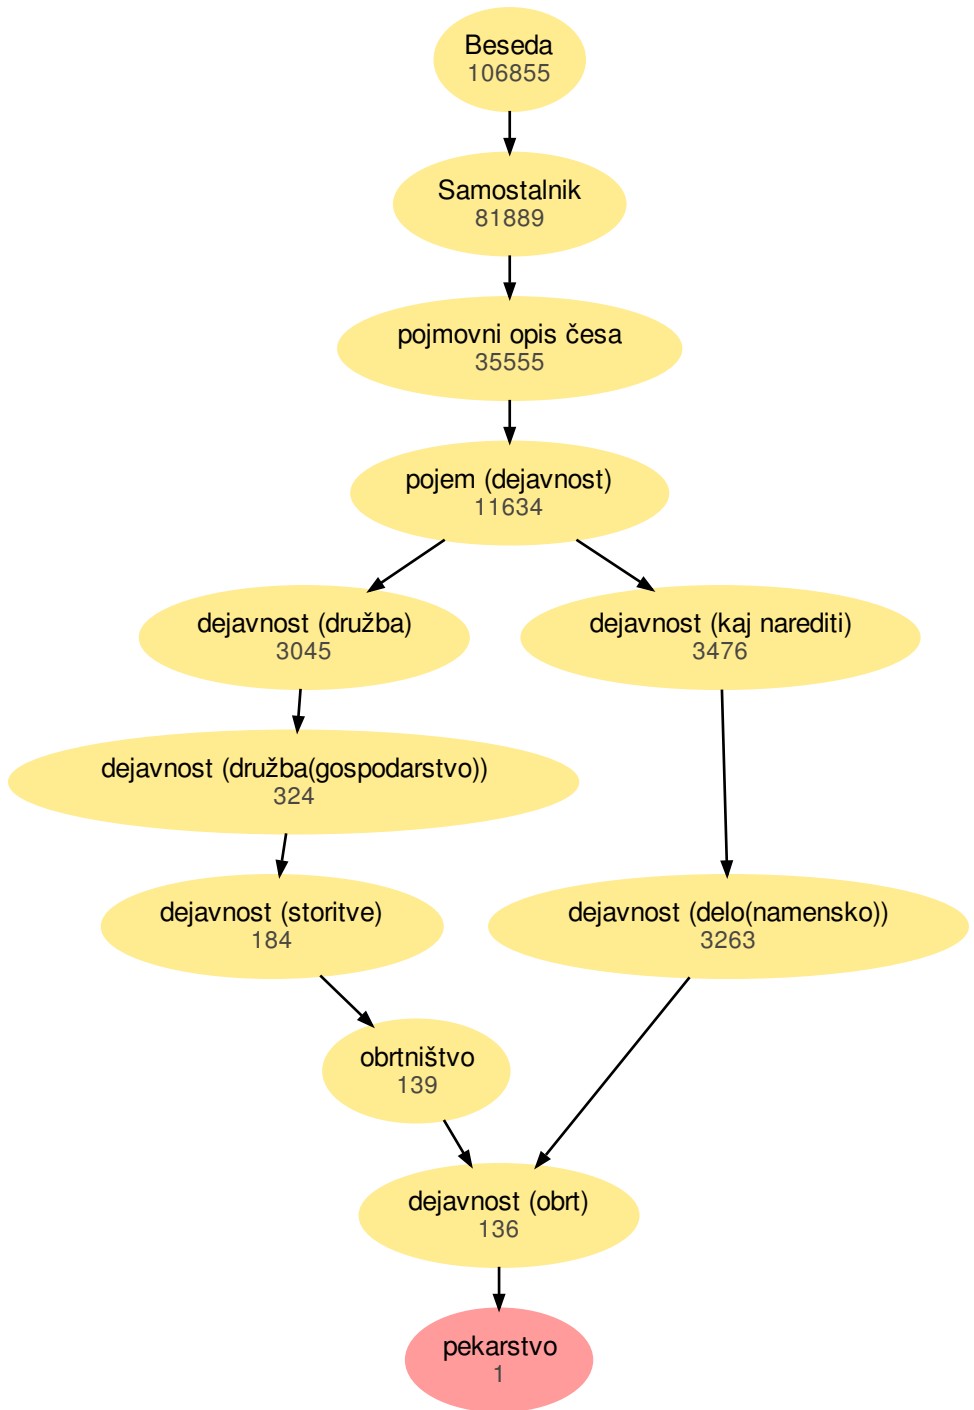 Beseda
106855
Samostalnik
81889
pojmovni opis česa
35555
pojem (dejavnost)
11634
dejavnost (družba)
3045
dejavnost (kaj narediti)
3476
dejavnost (družba(gospodarstvo))
324
dejavnost (storitve)
184
dejavnost (delo(namensko))
3263
obrtništvo
139
dejavnost (obrt)
136
pekarstvo
1